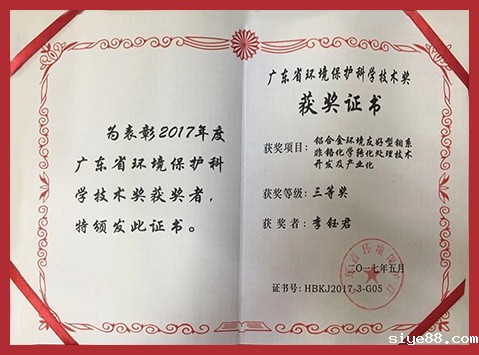 为表彰2017年度
广东省环境保护科
学技术奖获奖者，
特颁发此证书。
广东省环境保护科学技术奖
获奖证书
获奖项目：铝合金环境友好型钼系
非铬化学转化处理技术
开发及产业化
获奖等级：三等奖
获奖者：李钰君
二〇一七年五月
证书号：HBKJ2017-3-G05
siye88.com